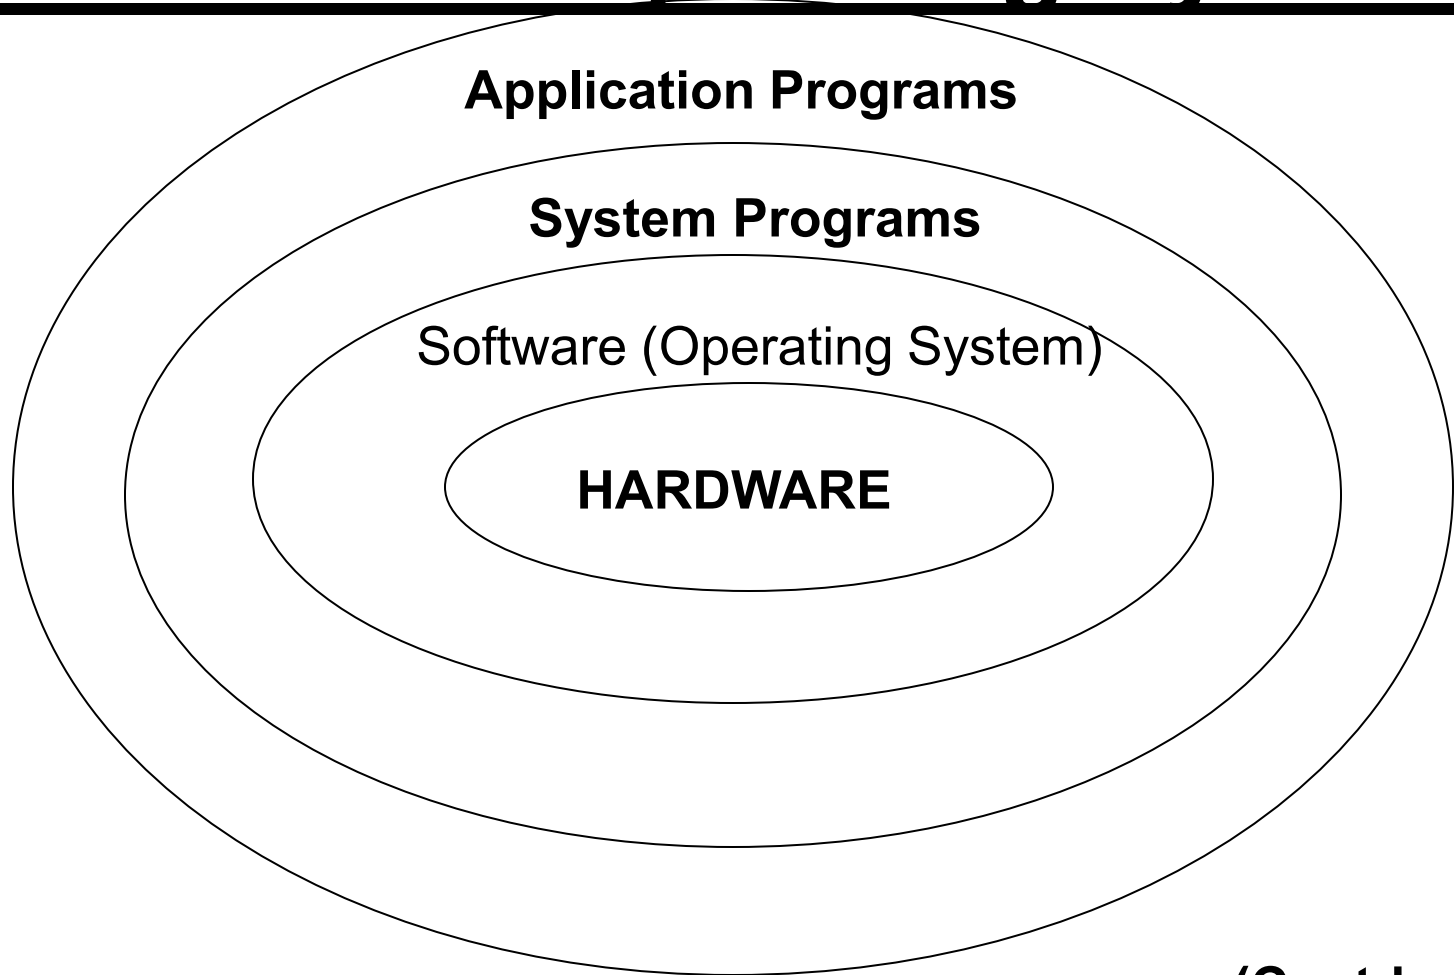 Application Programs
System Programs
Software (Operating System)
HARDWARE